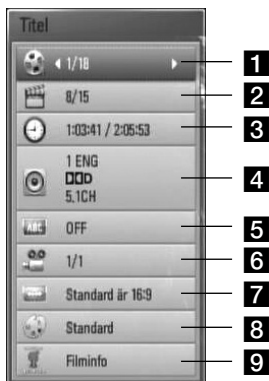 Titel
1/18 1
8/15 2
1:03:41 / 2:05:53 3
1 ENG
DD D 4
5.1CH
ABC OFF 5
1/1 6
Standard är 16:9 7
Standard 8
Filminfo 9